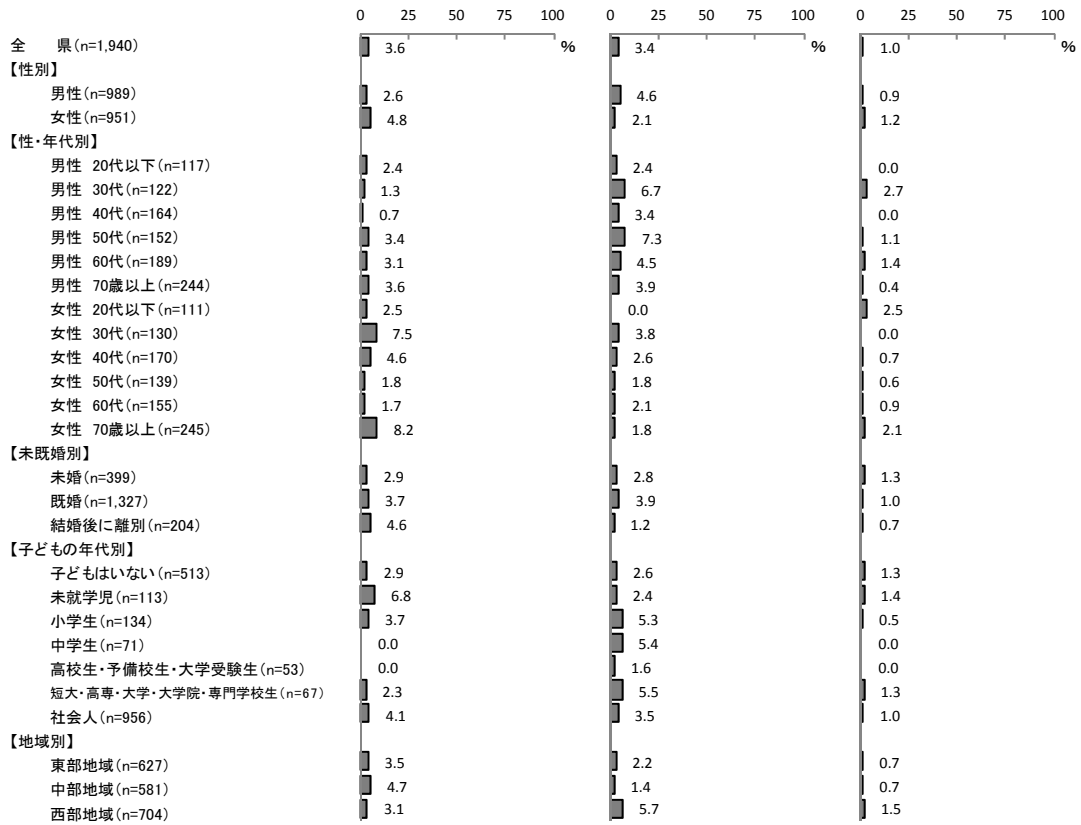 0 25 50 75 100 0 25 50 75 100 0 25 50 75 100
全 県(n=1,940) 3.6 % 3.4 % 1.0 %
【性別】
男性(n=989) 2.6 4.6 0.9
女性(n=951) 4.8 2.1 1.2
【性・年代別】
男性 20代以下(n=117) 2.4 2.4 0.0
男性 30代(n=122) 1.3 6.7 2.7
男性 40代(n=164) 0.7 3.4 0.0
男性 50代(n=152) 3.4 7.3 1.1
男性 60代(n=189) 3.1 4.5 1.4
男性 70歳以上(n=244) 3.6 3.9 0.4
女性 20代以下(n=111) 2.5 0.0 2.5
女性 30代(n=130) 7.5 3.8 0.0
女性 40代(n=170) 4.6 2.6 0.7
女性 50代(n=139) 1.8 1.8 0.6
女性 60代(n=155) 1.7 2.1 0.9
女性 70歳以上(n=245) 8.2 1.8 2.1
【未既婚別】
未婚(n=399) 2.9 2.8 1.3
既婚(n=1,327) 3.7 3.9 1.0
結婚後に離別(n=204) 4.6 1.2 0.7
【子どもの年代別】
子どもはいない(n=513) 2.9 2.6 1.3
未就学児(n=113) 6.8 2.4 1.4
小学生(n=134) 3.7 5.3 0.5
中学生(n=71) 0.0 5.4 0.0
高校生・予備校生・大学受験生(n=53) 0.0 1.6 0.0
短大・高専・大学・大学院・専門学校生(n=67) 2.3 5.5 1.3
社会人(n=956) 4.1 3.5 1.0
【地域別】
東部地域(n=627) 3.5 2.2 0.7
中部地域(n=581) 4.7 1.4 0.7
西部地域(n=704) 3.1 5.7 1.5